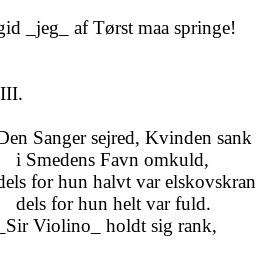 gid _jeg_ af Tørst maa springe!
III.
Den Sanger sejred, Kvinden sank
i Smedens Favn omkuld,
dels for hun halvt var elskovskran
dels for hun helt var fuld.
_Sir Violino_ holdt sig rank,